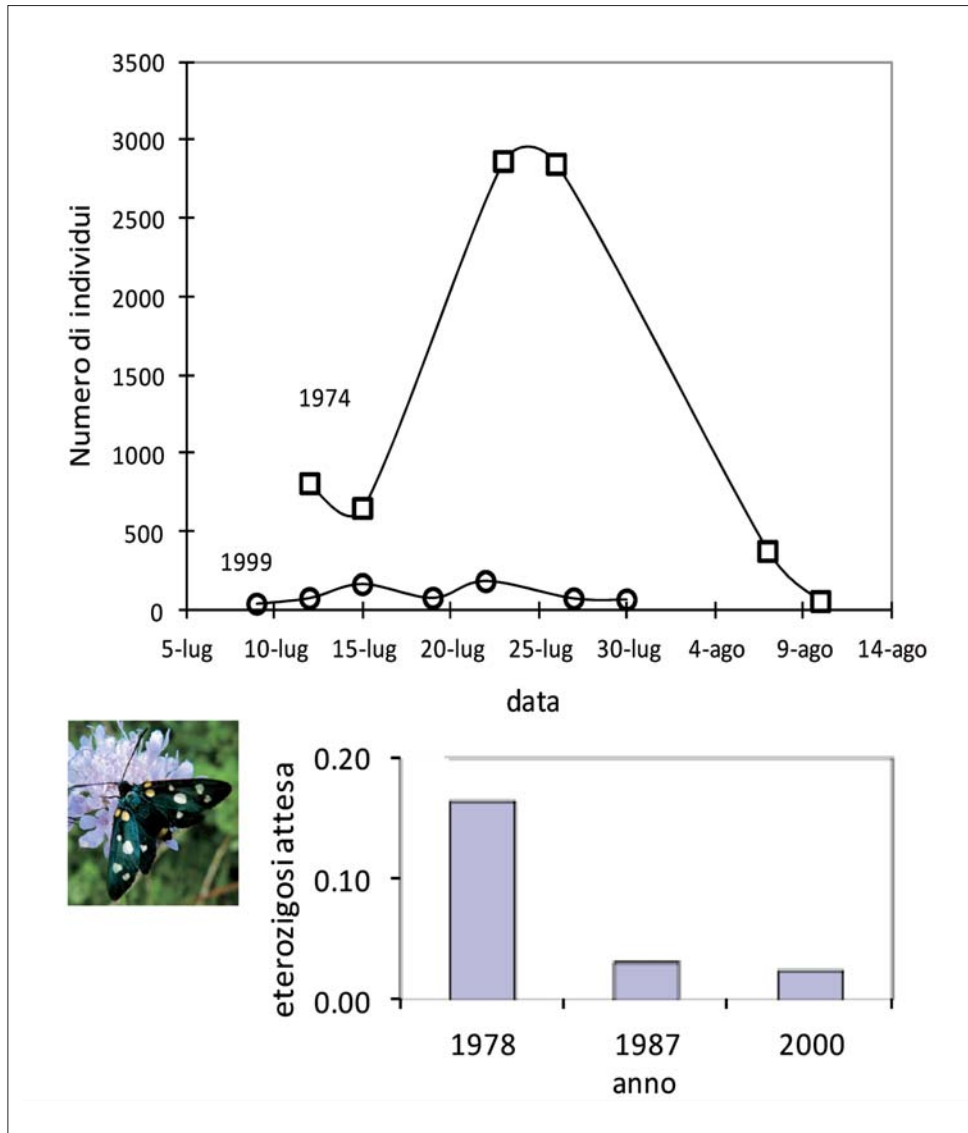 3500
3000
2500
2000
1500
1000
500
0
Numero di individui
1974
1999
5-lug 10-lug 15-lug 20-lug 25-lug 30-lug 4-ago 9-ago 14-ago
data
0.20
0.10
0.00
eterozigosi attesa
1978 1987 2000
anno